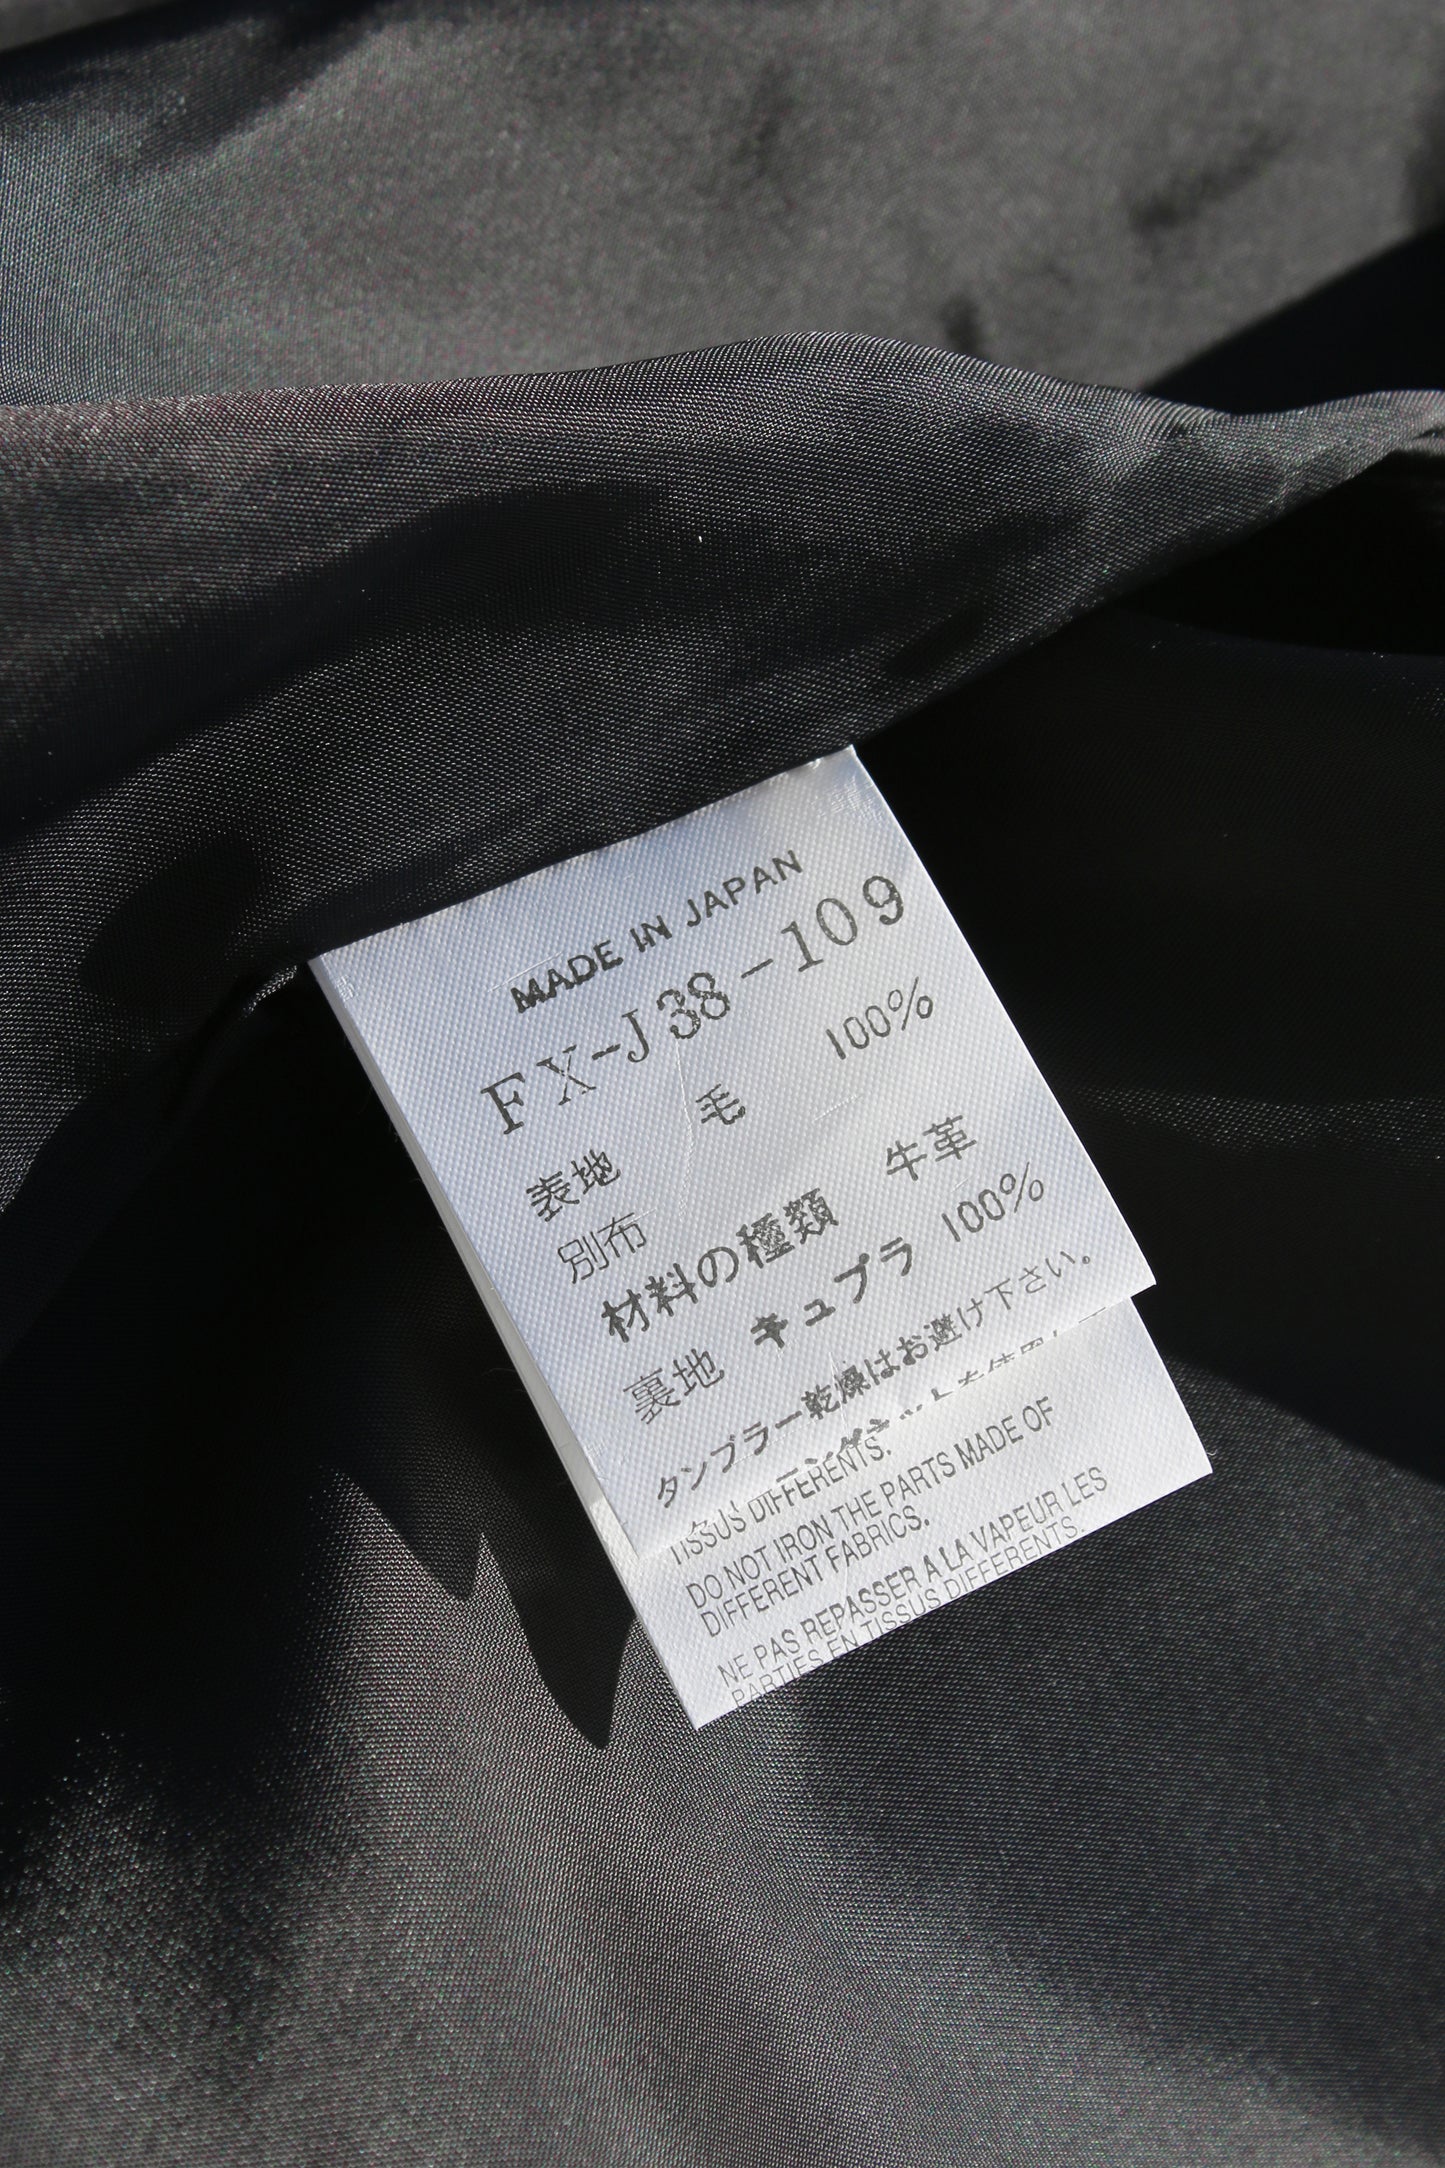 MADE IN JAPAN
FX-J38-109
表地 毛 100%
別布
材料の種類 牛革
裏地 キュプラ 100%
タンブラー乾燥はお避け下さい。
TISSUS DIFFERENTS.
DO NOT IRON THE PARTS MADE OF
DIFFERENT FABRICS.
NE PAS REPASSER A LA VAPEUR LES
PARTIES EN TISSUS DIFFERENTS.